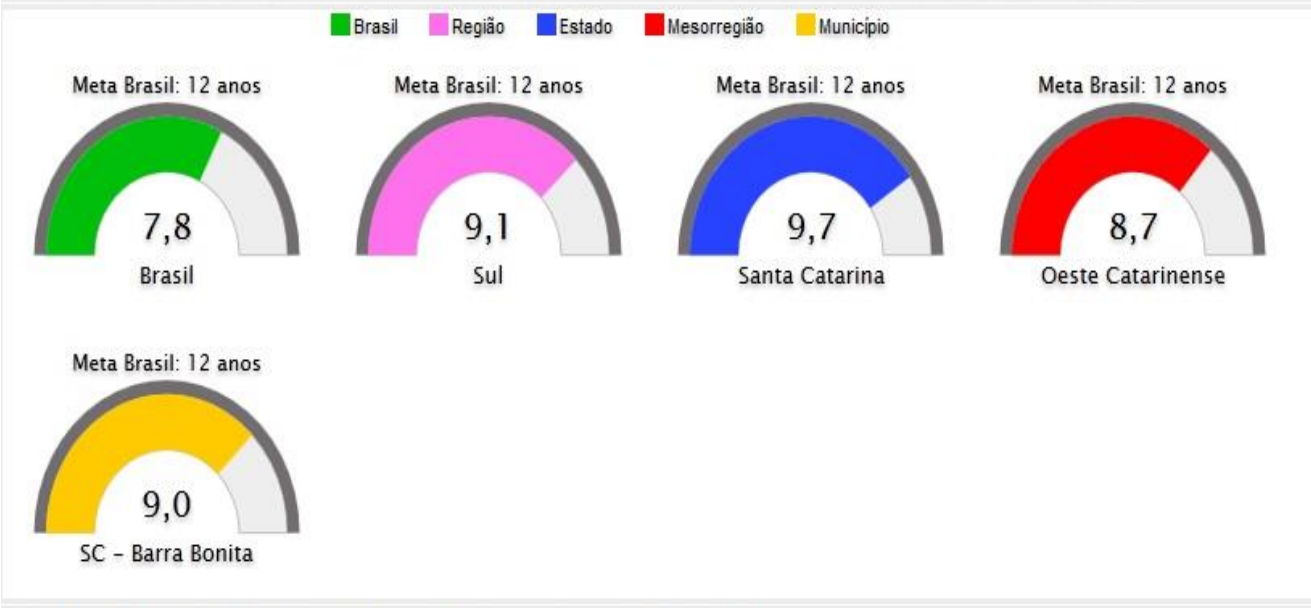 Brasil Região Estado Mesorregião Município
Meta Brasil: 12 anos
7,8
Brasil
Meta Brasil: 12 anos
9,1
Sul
Meta Brasil: 12 anos
9,7
Santa Catarina
Meta Brasil: 12 anos
8,7
Oeste Catarinense
Meta Brasil: 12 anos
9,0
SC – Barra Bonita